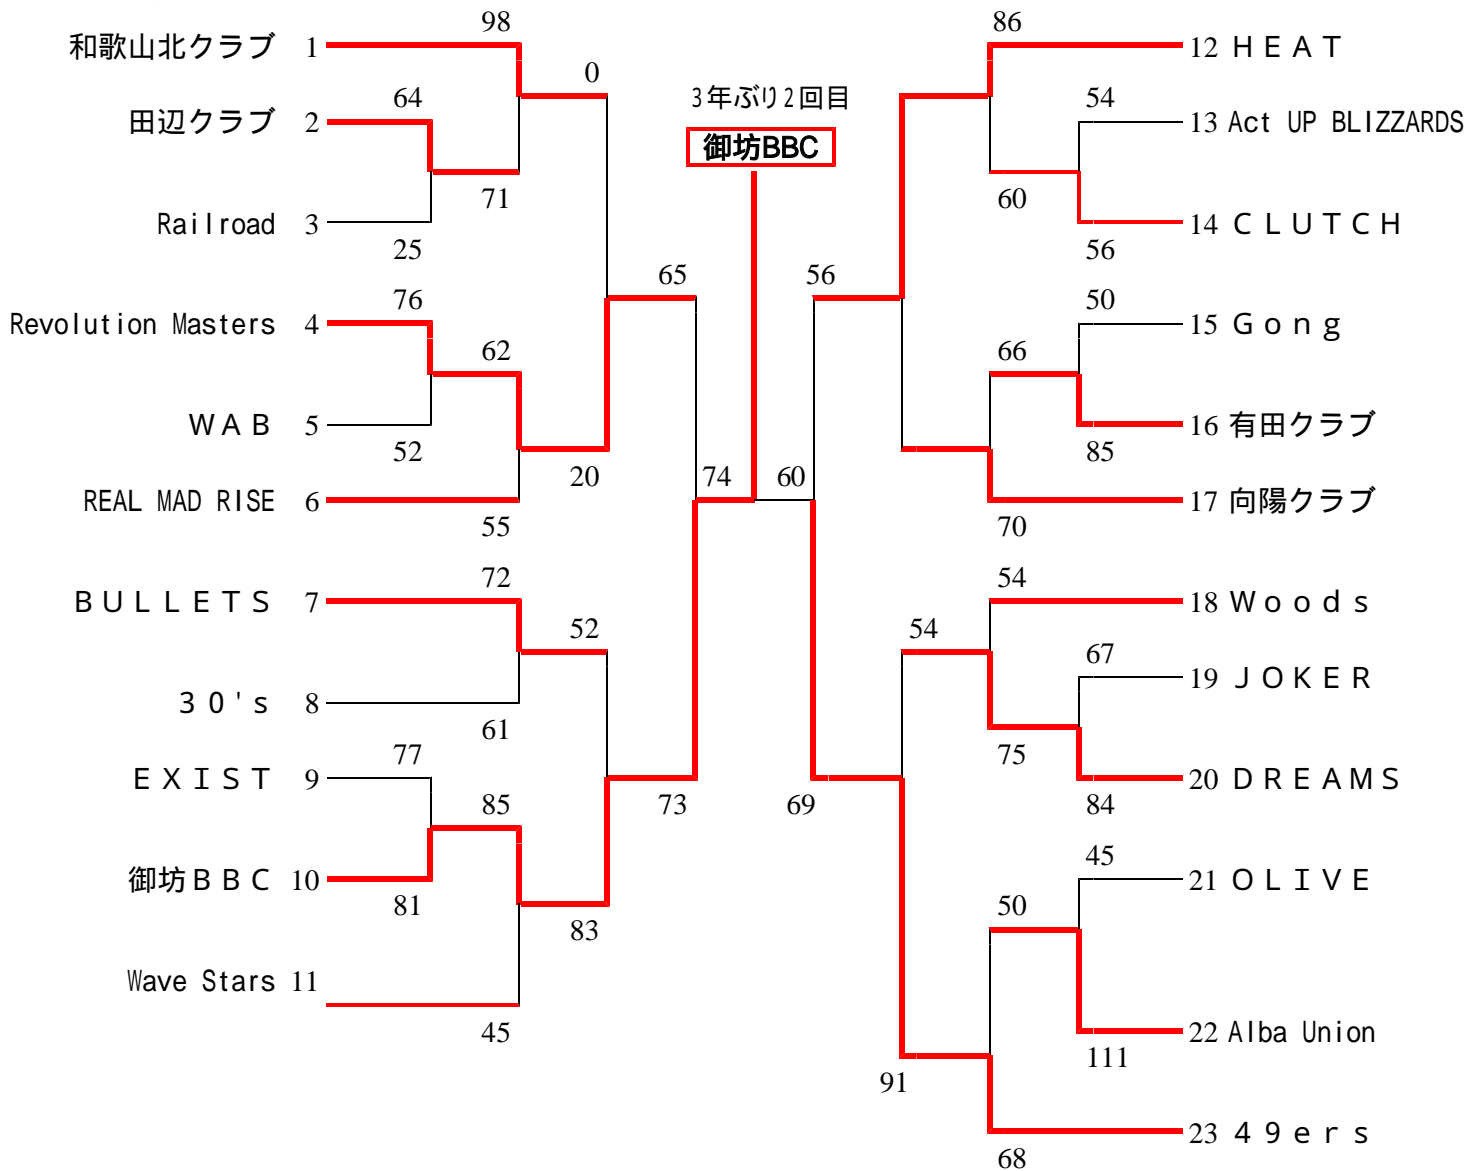 98
86
和歌山北クラブ 1
12 ＨＥＡＴ
0
3年ぶり2回目
64
54
田辺クラブ 2
御坊BBC
13 Act UP BLIZZARDS
71
60
Railroad 3
14 ＣＬＵＴＣＨ
25
56
65
56
76
50
Revolution Masters 4
15 Ｇｏｎｇ
62
66
ＷＡＢ 5
16 有田クラブ
52
85
20
74
60
REAL MAD RISE 6
17 向陽クラブ
55
70
72
54
ＢＵＬＬＥＴＳ 7
18 Ｗｏｏｄｓ
52
54
67
19 ＪＯＫＥＲ
３０'ｓ 8
61
75
77
ＥＸＩＳＴ 9
20 ＤＲＥＡＭＳ
85
73
69
84
45
御坊ＢＢＣ 10
21 ＯＬＩＶＥ
81
50
83
Wave Stars 11
45
22 Alba Union
111
91
23 ４９ｅｒｓ
68